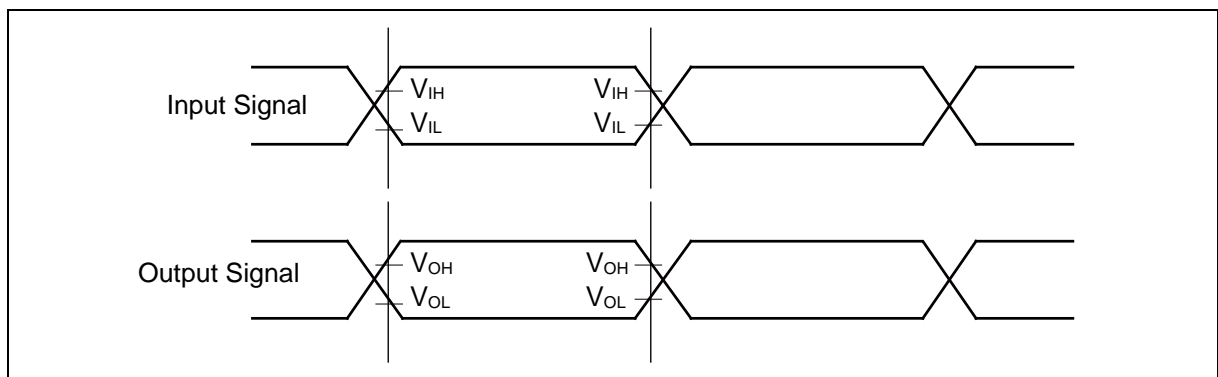 Input Signal
VIH
VIH
VIL
VIL
Output Signal
VOH
VOH
VOL
VOL